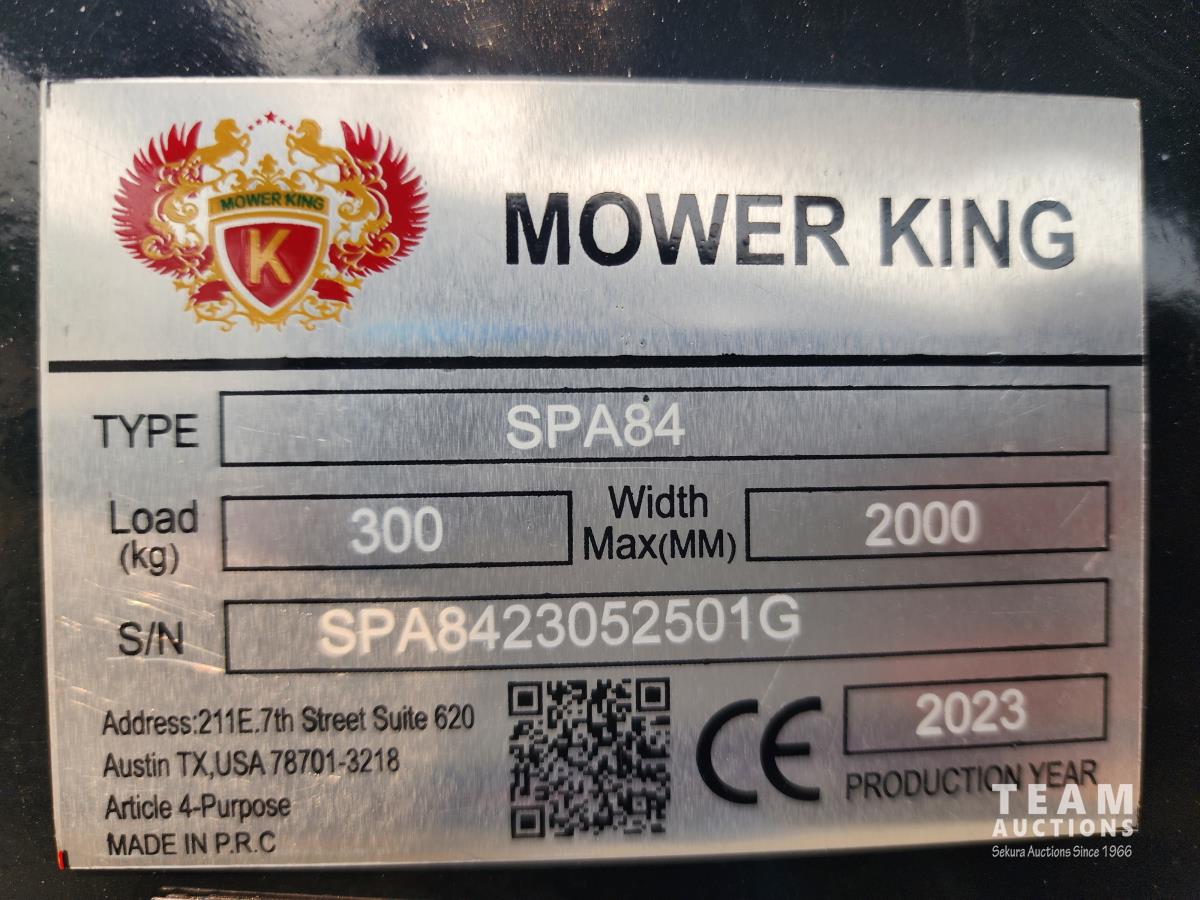 MOWER KING
K
MOWER KING
TYPE SPA84
Load (kg) 300 Width Max(MM) 2000
S/N SPA8423052501G
Address:211E.7th Street Suite 620
Austin TX,USA 78701-3218
Article 4-Purpose
MADE IN P.R.C
CE
2023
PRODUCTION YEAR
TEAM
AUCTIONS
Sekura Auctions Since 1966